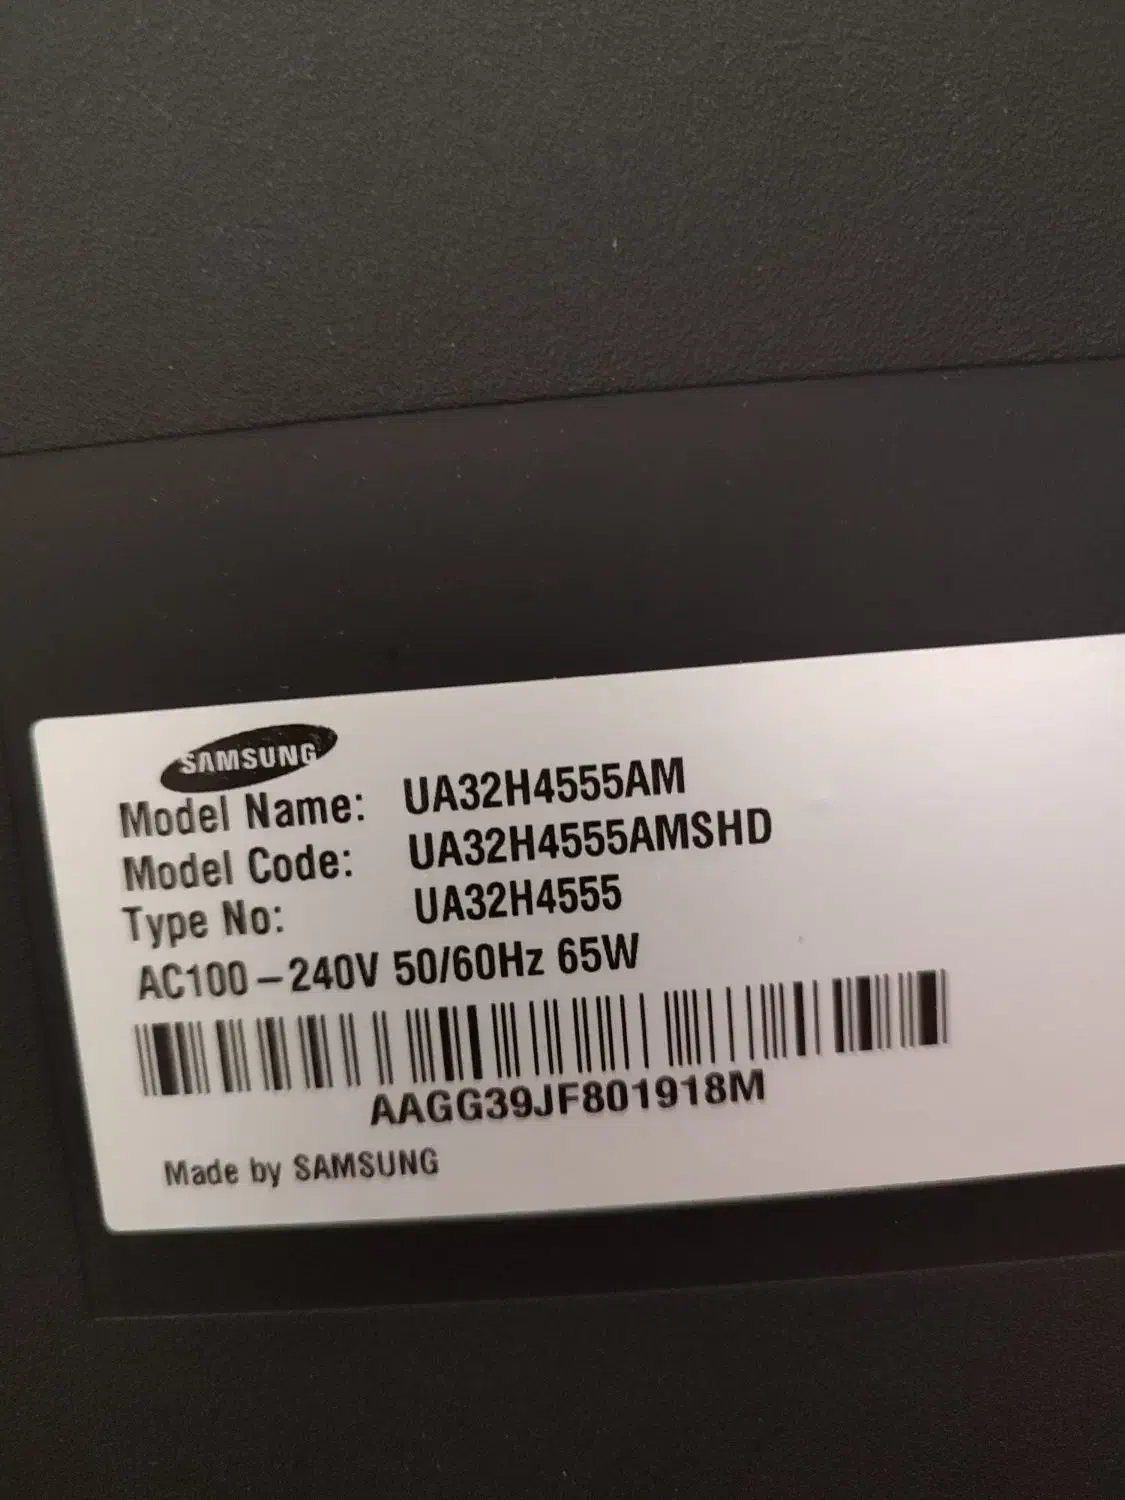 SAMSUNG
Model Name: UA32H4555AM
Model Code: UA32H4555AMSHD
Type No: UA32H4555
AC100-240V 50/60Hz 65W
AAGG39JF801918M
Made by SAMSUNG